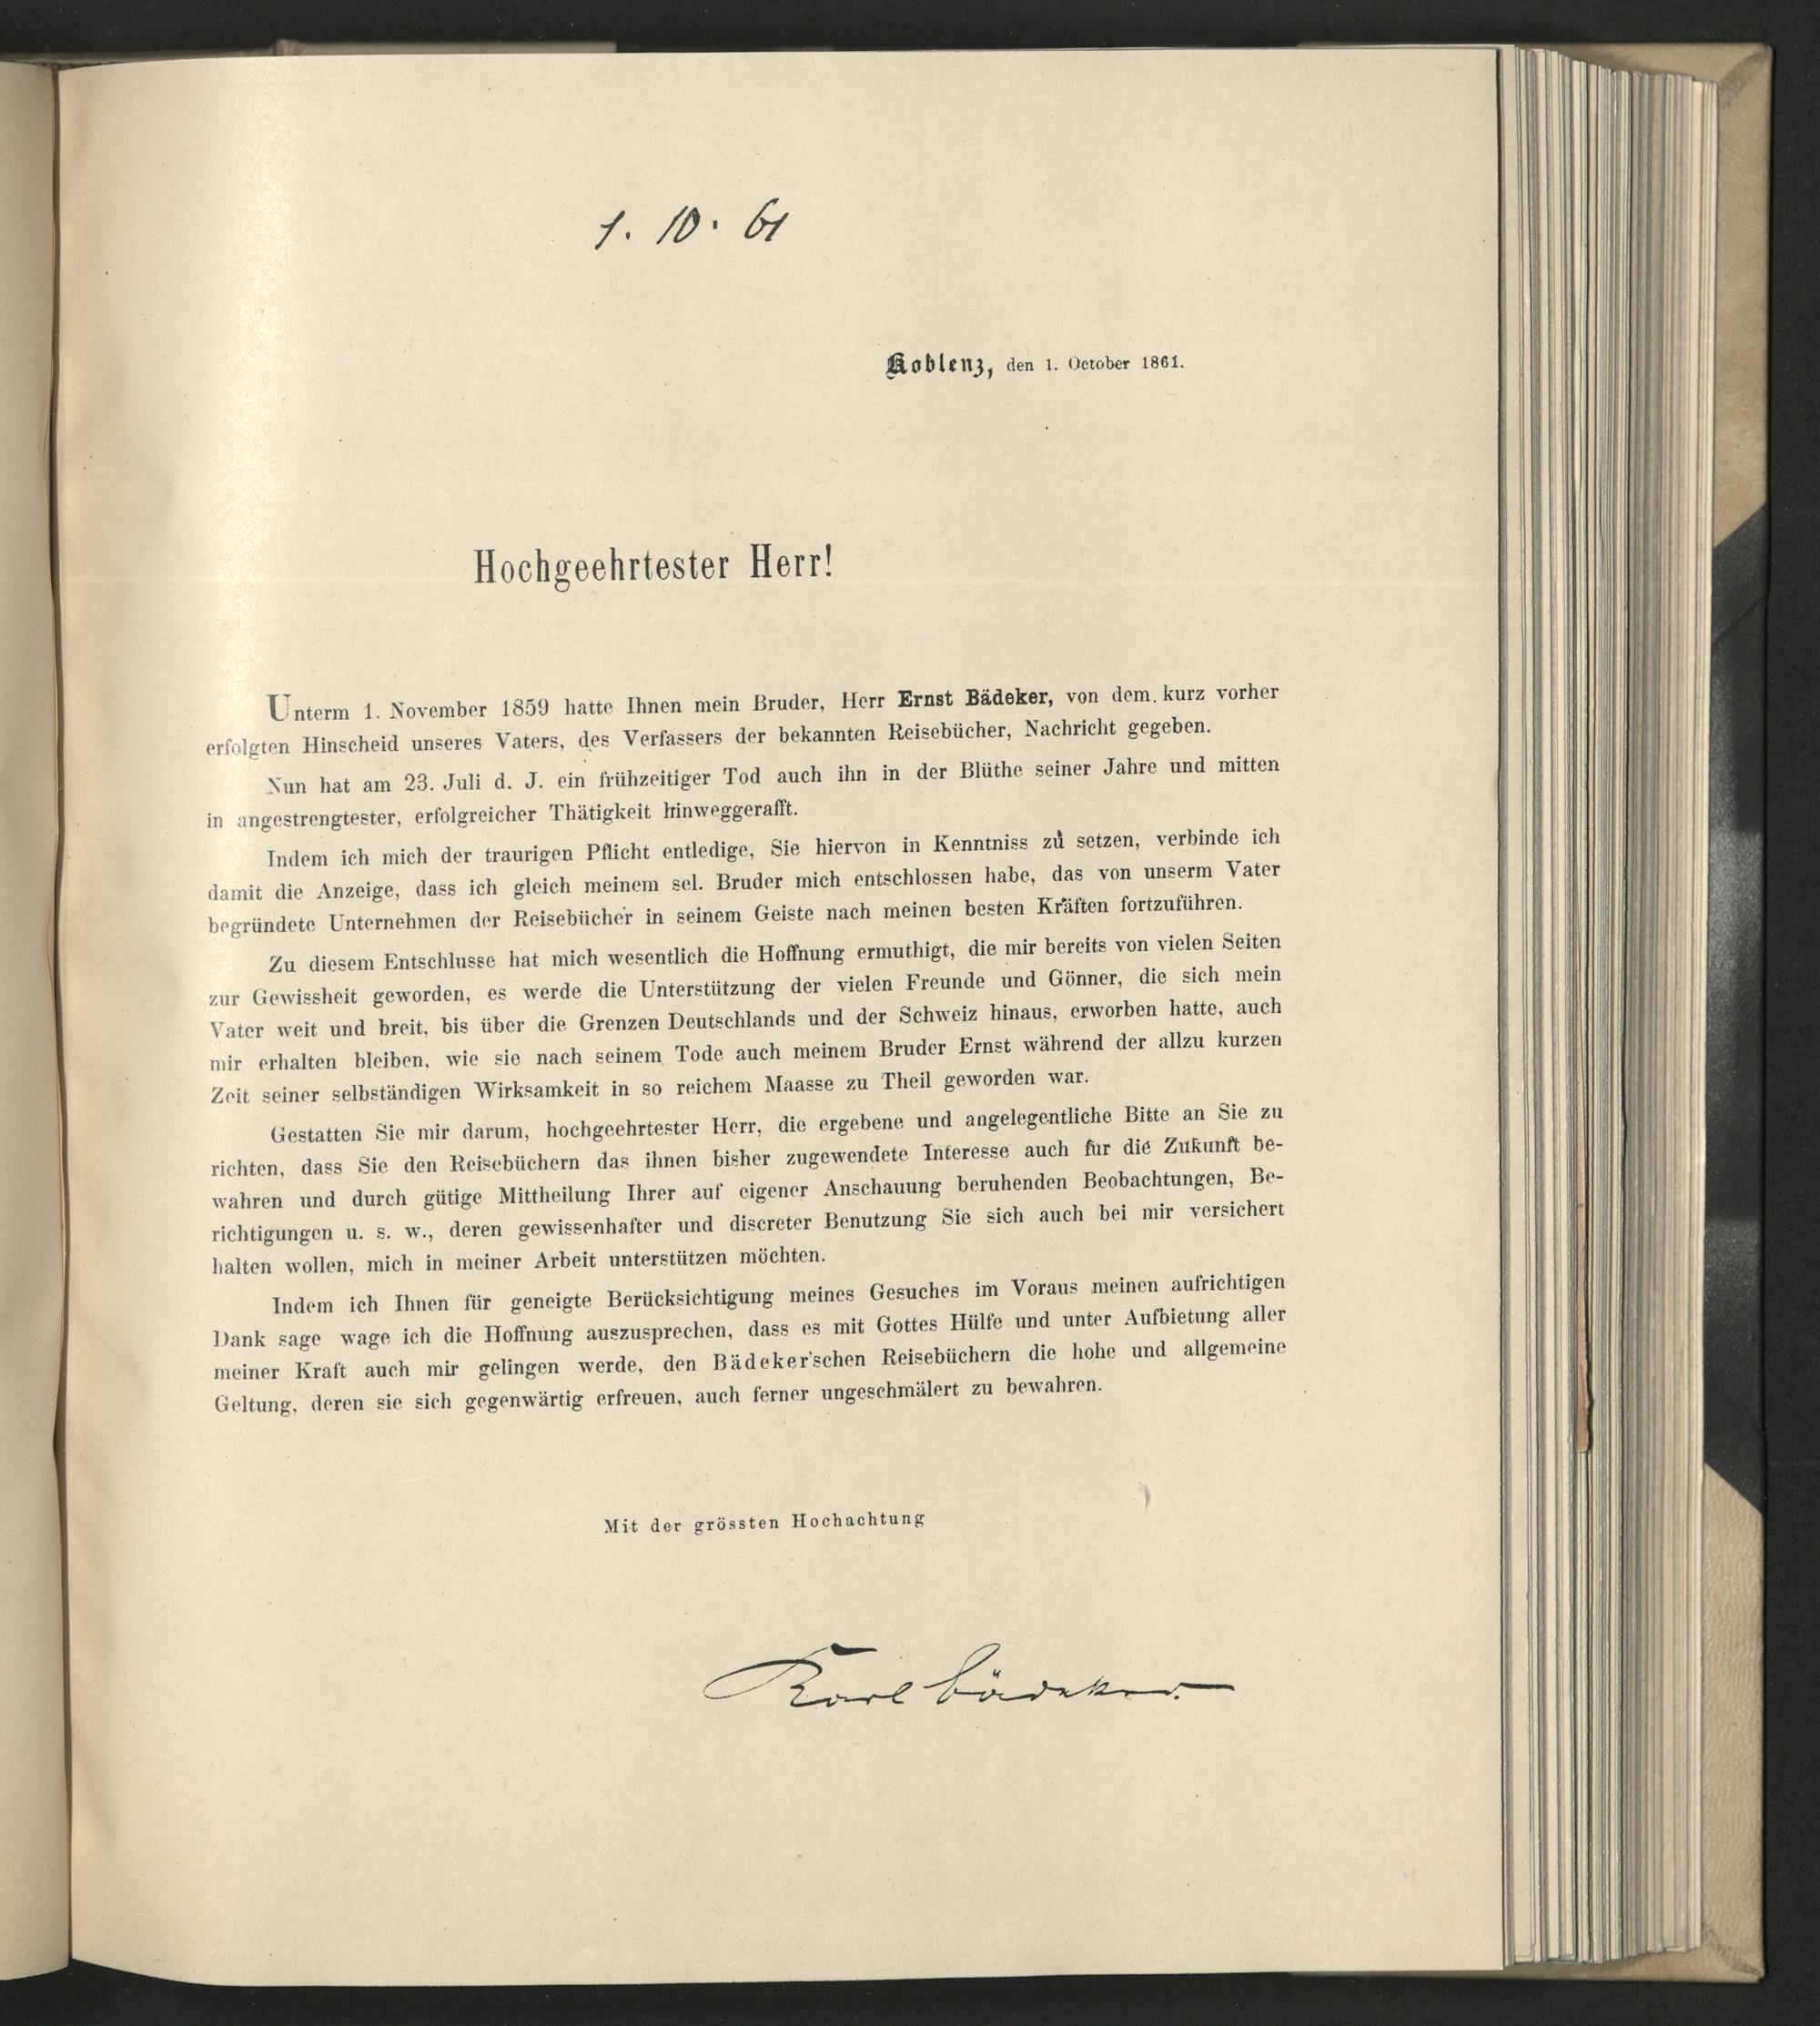 1. 10. 61
Koblenz, den 1. October 1861.
Hochgeehrtester Herr!
Unterm 1. November 1859 hatte Ihnen mein Bruder, Herr Ernst Bädeker, von dem kurz vorher
erfolgten Hinscheid unseres Vaters, des Verfassers der bekannten Reisebücher, Nachricht gegeben.
Nun hat am 23. Juli d. J. ein frühzeitiger Tod auch ihn in der Blüthe seiner Jahre und mitten
in angestrengtester, erfolgreicher Thätigkeit hinweggerafft.
Indem ich mich der traurigen Pflicht entledige, Sie hiervon in Kenntniss zu setzen, verbinde ich
damit die Anzeige, dass ich gleich meinem sel. Bruder mich entschlossen habe, das von unserm Vater
begründete Unternehmen der Reisebücher in seinem Geiste nach meinen besten Kräften fortzuführen.
Zu diesem Entschlusse hat mich wesentlich die Hoffnung ermuthigt, die mir bereits von vielen Seiten
zur Gewissheit geworden, es werde die Unterstützung der vielen Freunde und Gönner, die sich mein
Vater weit und breit, bis über die Grenzen Deutschlands und der Schweiz hinaus, erworben hatte, auch
mir erhalten bleiben, wie sie nach seinem Tode auch meinem Bruder Ernst während der allzu kurzen
Zeit seiner selbständigen Wirksamkeit in so reichem Maasse zu Theil geworden war.
Gestatten Sie mir darum, hochgeehrtester Herr, die ergebene und angelegentliche Bitte an Sie zu
richten, dass Sie den Reisebüchern das ihnen bisher zugewendete Interesse auch für die Zukunft be-
wahren und durch gütige Mittheilung Ihrer auf eigener Anschauung beruhenden Beobachtungen, Be-
richtigungen u. s. w., deren gewissenhafter und discreter Benutzung Sie sich auch bei mir versichert
halten wollen, mich in meiner Arbeit unterstützen möchten.
Indem ich Ihnen für geneigte Berücksichtigung meines Gesuches im Voraus meinen aufrichtigen
Dank sage wage ich die Hoffnung auszusprechen, dass es mit Gottes Hülfe und unter Aufbietung aller
meiner Kraft auch mir gelingen werde, den Bädeker'schen Reisebüchern die hohe und allgemeine
Geltung, deren sie sich gegenwärtig erfreuen, auch ferner ungeschmälert zu bewahren.
Mit der grössten Hochachtung
Karl Bädeker.